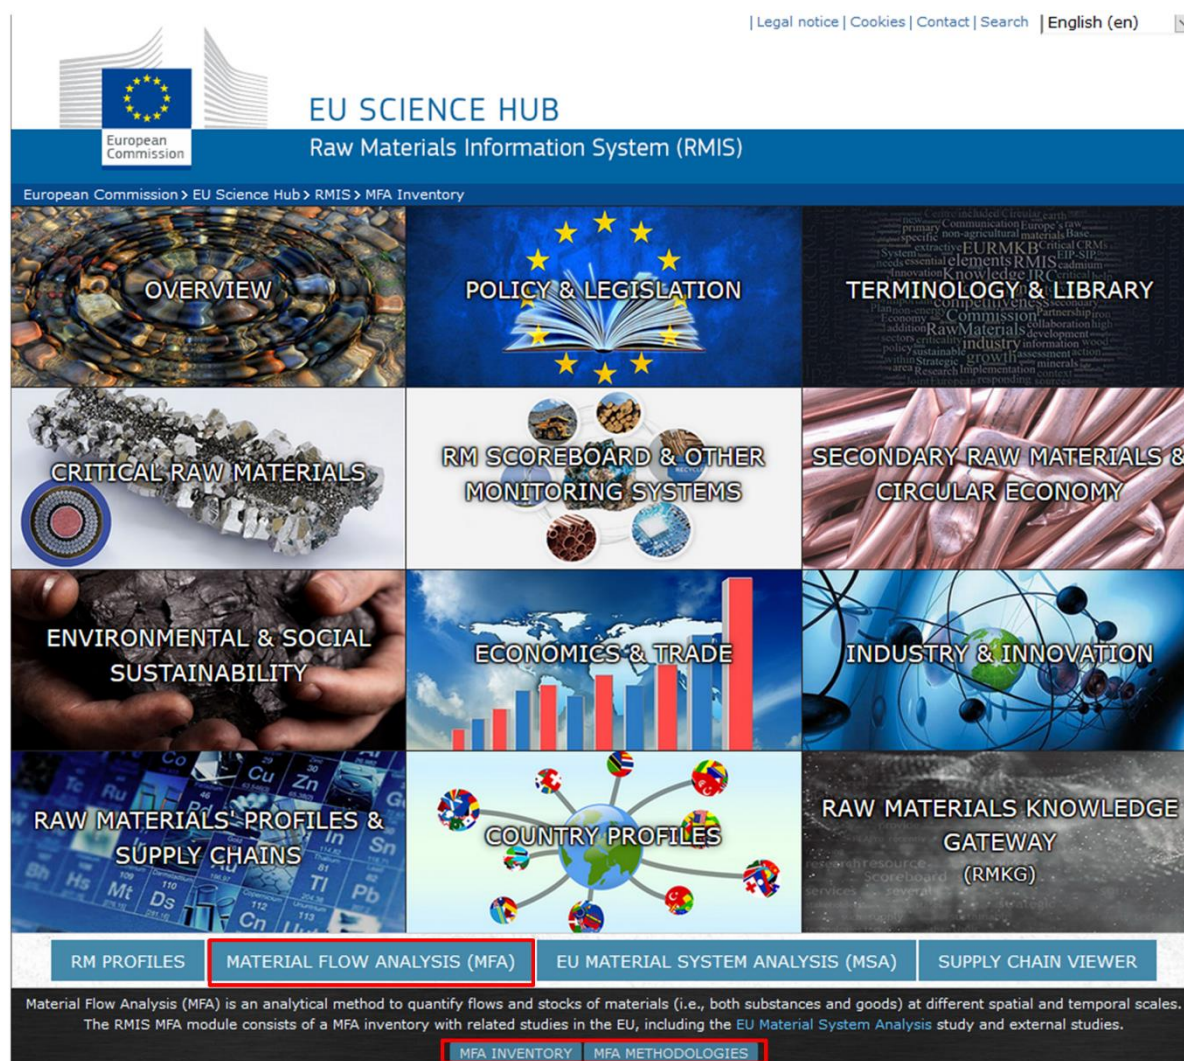 | Legal notice | Cookies | Contact | Search | English (en)
European
Commission
EU SCIENCE HUB
Raw Materials Information System (RMIS)
European Commission > EU Science Hub > RMIS > MFA Inventory
OVERVIEW
POLICY & LEGISLATION
TERMINOLOGY & LIBRARY
CRITICAL RAW MATERIALS
RM SCOREBOARD & OTHER
MONITORING SYSTEMS
SECONDARY RAW MATERIALS &
CIRCULAR ECONOMY
ENVIRONMENTAL & SOCIAL
SUSTAINABILITY
ECONOMICS & TRADE
INDUSTRY & INNOVATION
RAW MATERIALS' PROFILES &
SUPPLY CHAINS
COUNTRY PROFILES
RAW MATERIALS KNOWLEDGE
GATEWAY
(RMKG)
RM PROFILES
MATERIAL FLOW ANALYSIS (MFA)
EU MATERIAL SYSTEM ANALYSIS (MSA)
SUPPLY CHAIN VIEWER
Material Flow Analysis (MFA) is an analytical method to quantify flows and stocks of materials (i.e., both substances and goods) at different spatial and temporal scales.
The RMIS MFA module consists of a MFA inventory with related studies in the EU, including the EU Material System Analysis study and external studies.
MFA INVENTORY MFA METHODOLOGIES